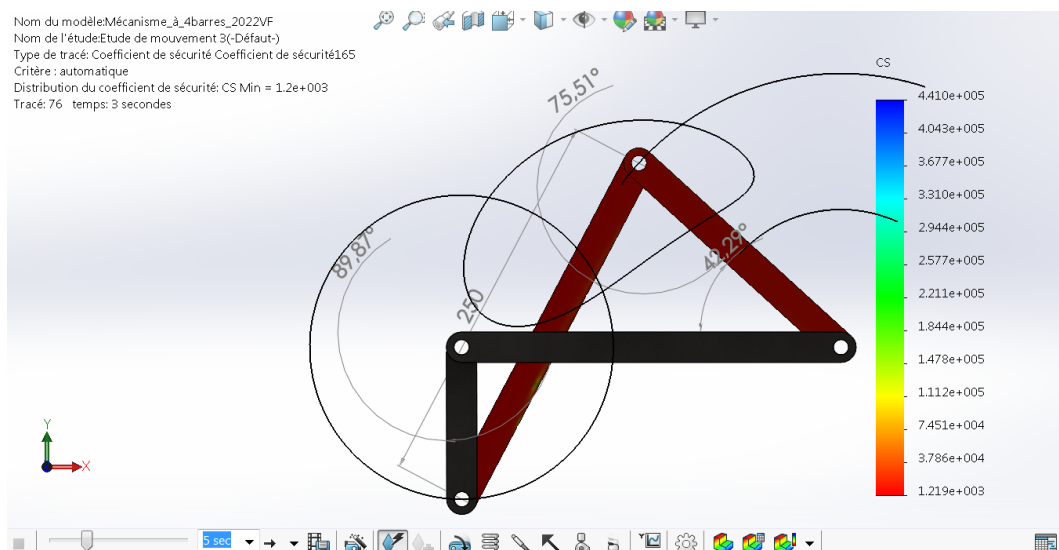 Nom du modèle:Mécanisme_à_4barres_2022VF
Nom de l'étude:Etude de mouvement 3(-Défaut-)
Type de tracé: Coefficient de sécurité Coefficient de sécurité165
Critère : automatique
Distribution du coefficient de sécurité: CS Min = 1.2e+003
Tracé: 76 temps: 3 secondes
CS
4.410e+005
4.043e+005
3.677e+005
3.310e+005
2.944e+005
2.577e+005
2.211e+005
1.844e+005
1.478e+005
1.112e+005
7.451e+004
3.786e+004
1.219e+003
75,51°
89,87°
42,29°
250
Y
X
5 sec